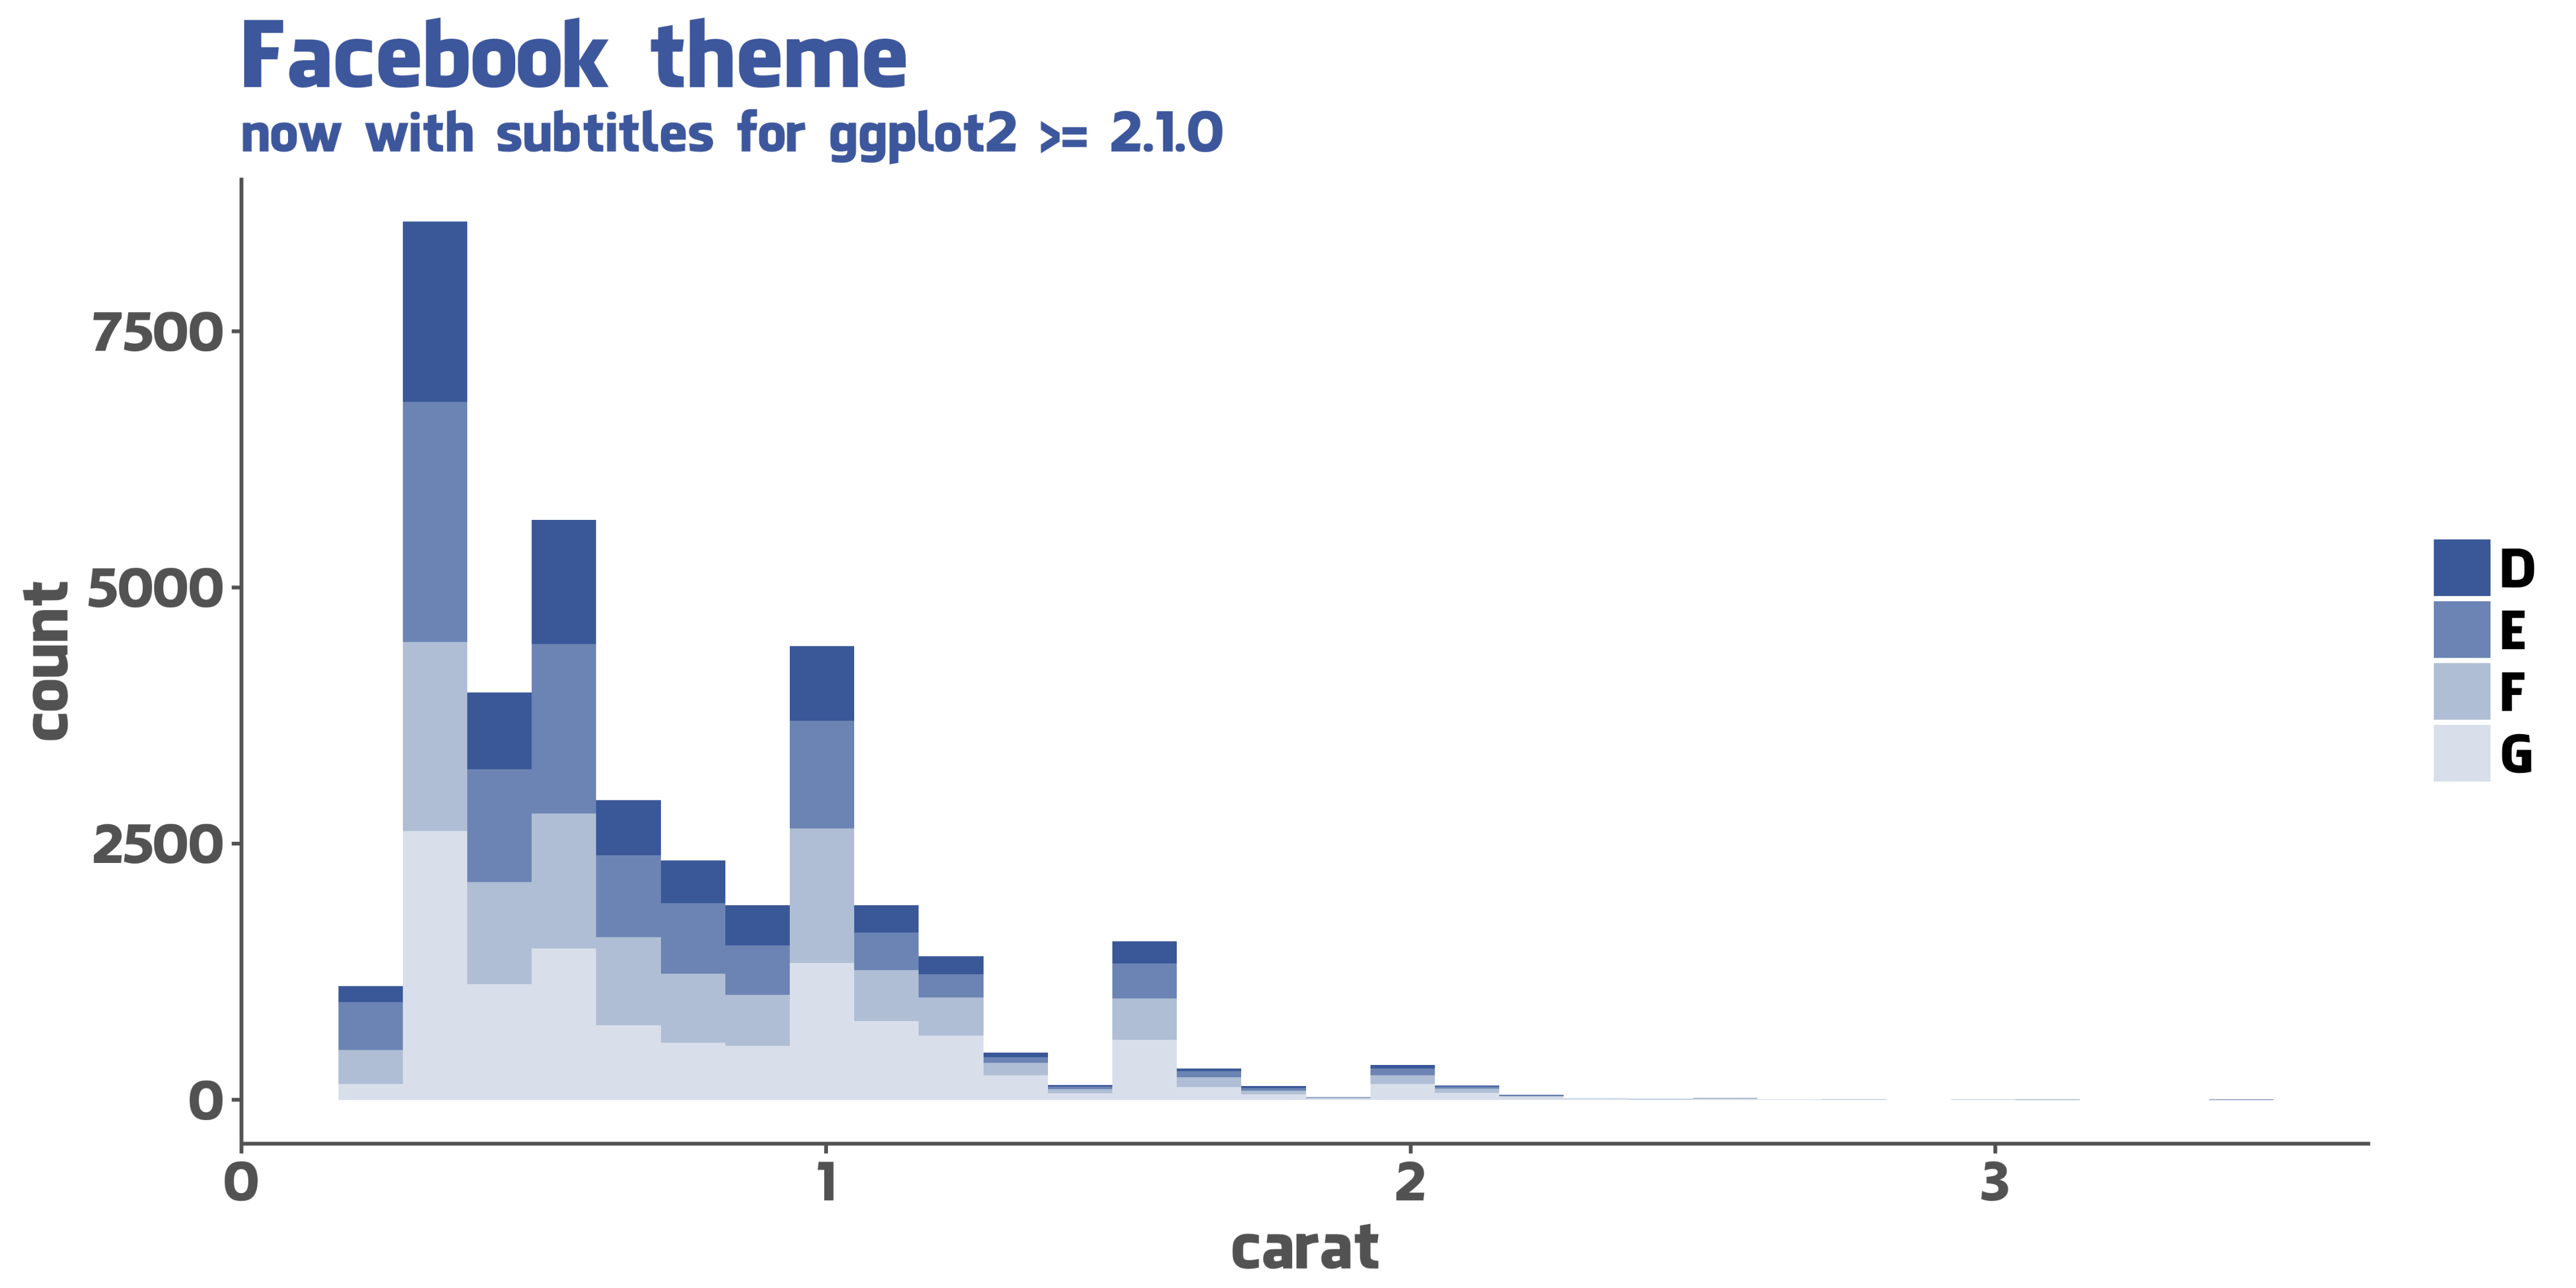 Facebook theme
now with subtitles for ggplot2 >= 2.1.0
count
7500
5000
2500
0
0 1 2 3
carat
D
E
F
G